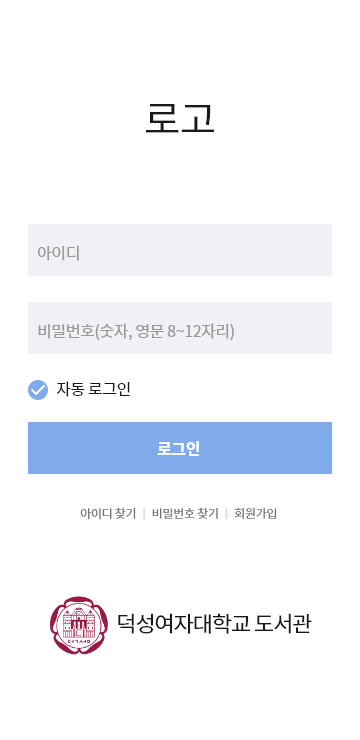 로고
아이디
비밀번호(숫자, 영문 8~12자리)
자동 로그인
로그인
아이디 찾기 | 비밀번호 찾기 | 회원가입
덕성여자대학교 도서관